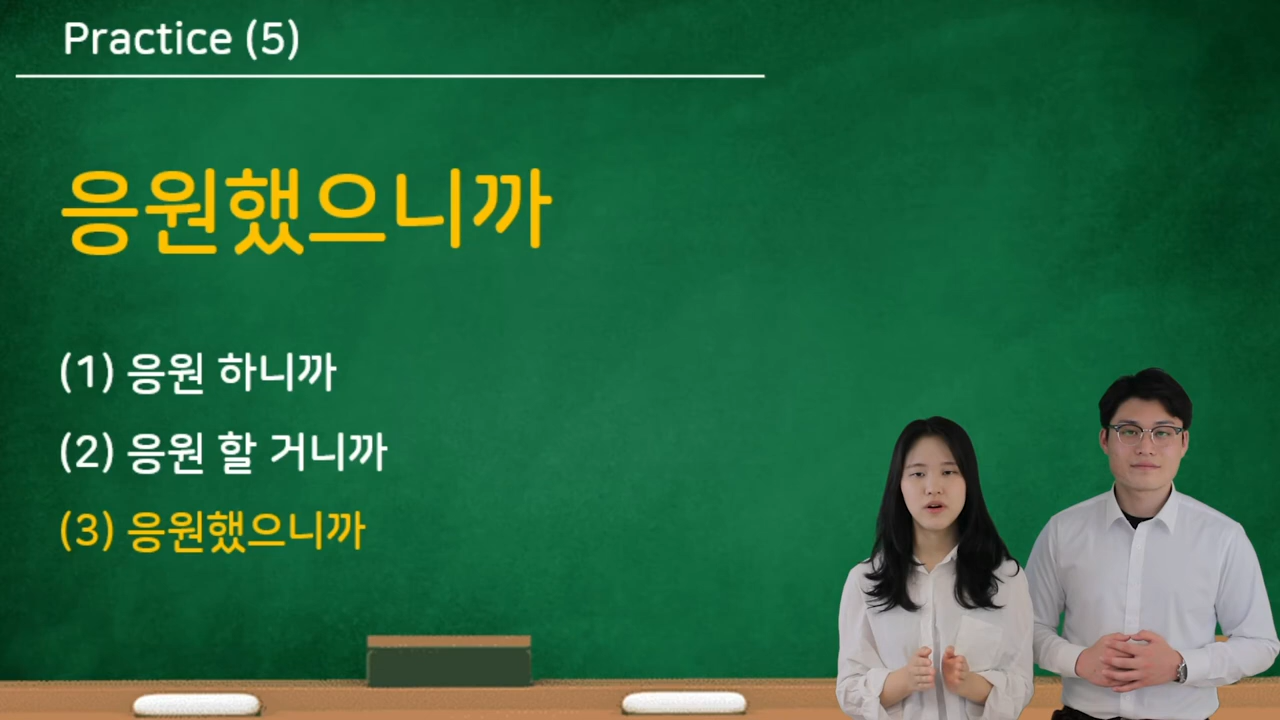 Practice (5)
응원했으니까
(1) 응원 하니까
(2) 응원 할 거니까
(3) 응원했으니까